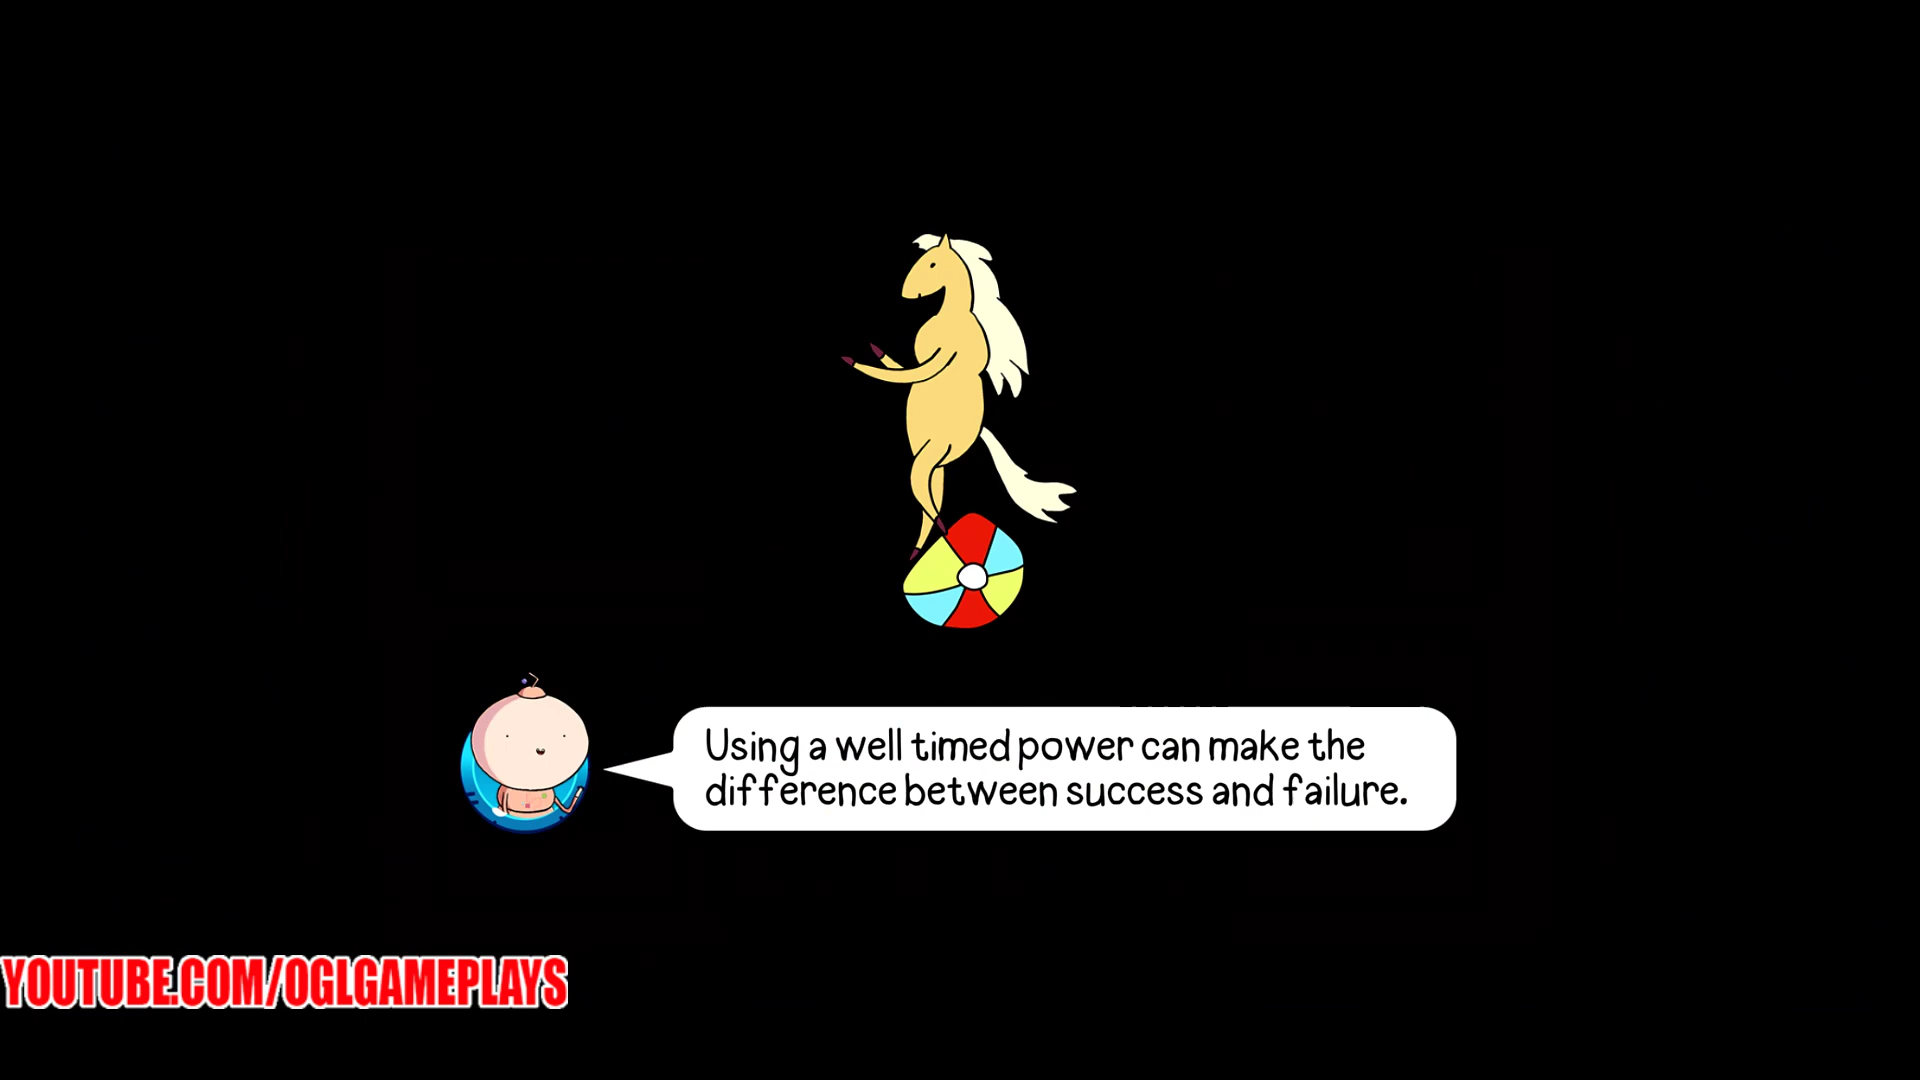 Using a well timed power can make the
difference between success and failure.
YOUTUBE.COM/OGLGAMEPLAYS